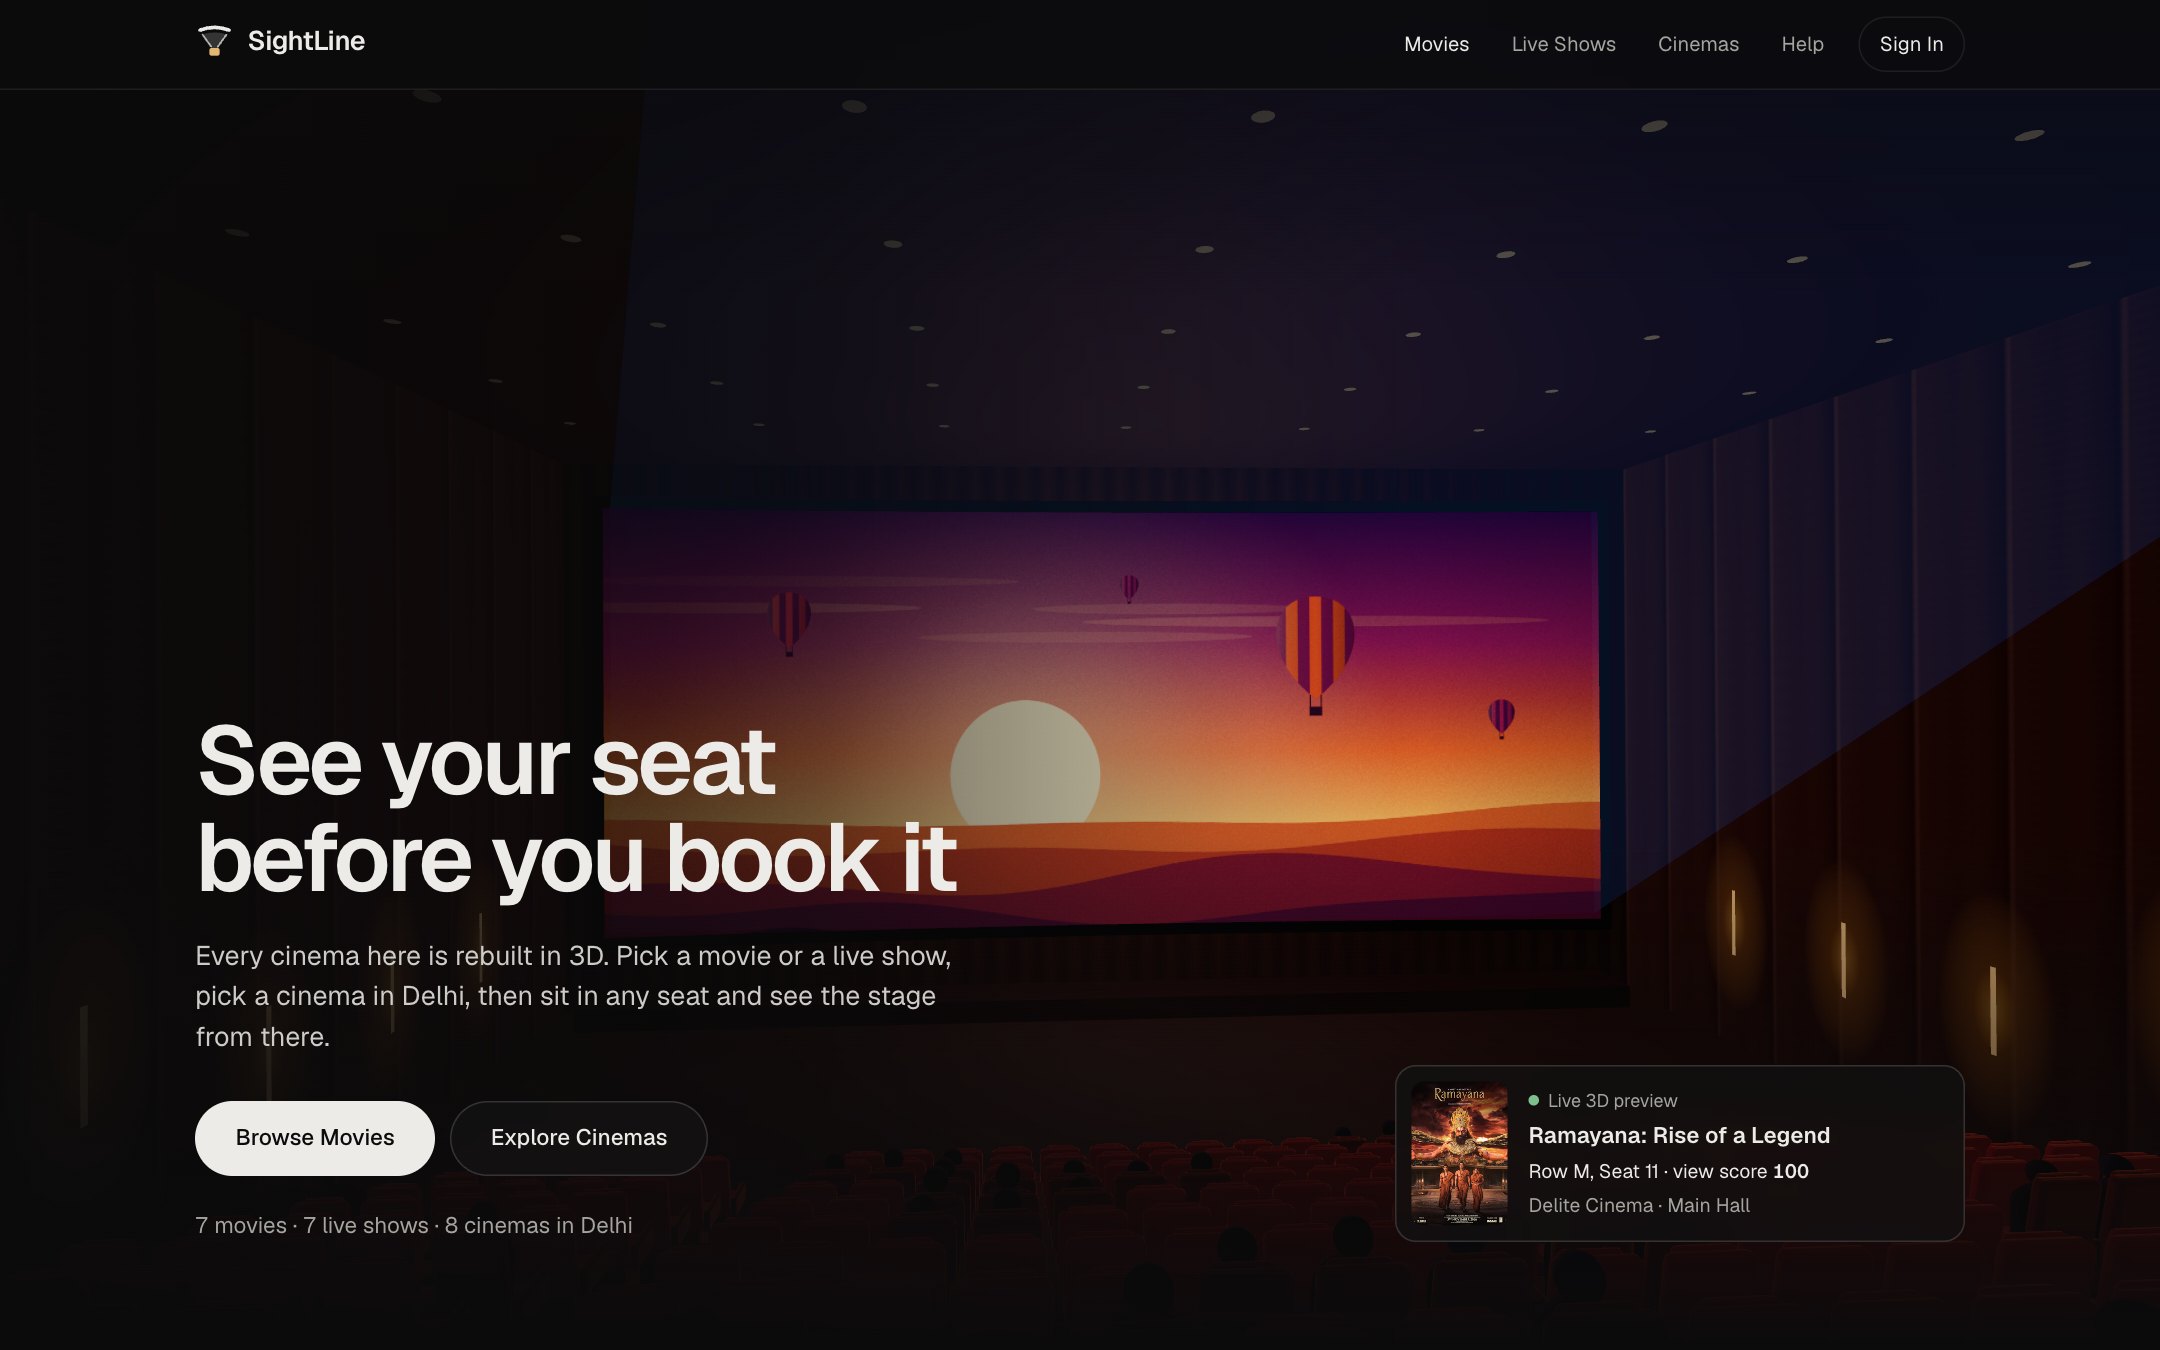 SightLine
Movies
Live Shows
Cinemas
Help
Sign In
See your seat
before you book it
Every cinema here is rebuilt in 3D. Pick a movie or a live show,
pick a cinema in Delhi, then sit in any seat and see the stage
from there.
Browse Movies
Explore Cinemas
7 movies · 7 live shows · 8 cinemas in Delhi
Ramayana
Live 3D preview
Ramayana: Rise of a Legend
Row M, Seat 11 · view score 100
Delite Cinema · Main Hall